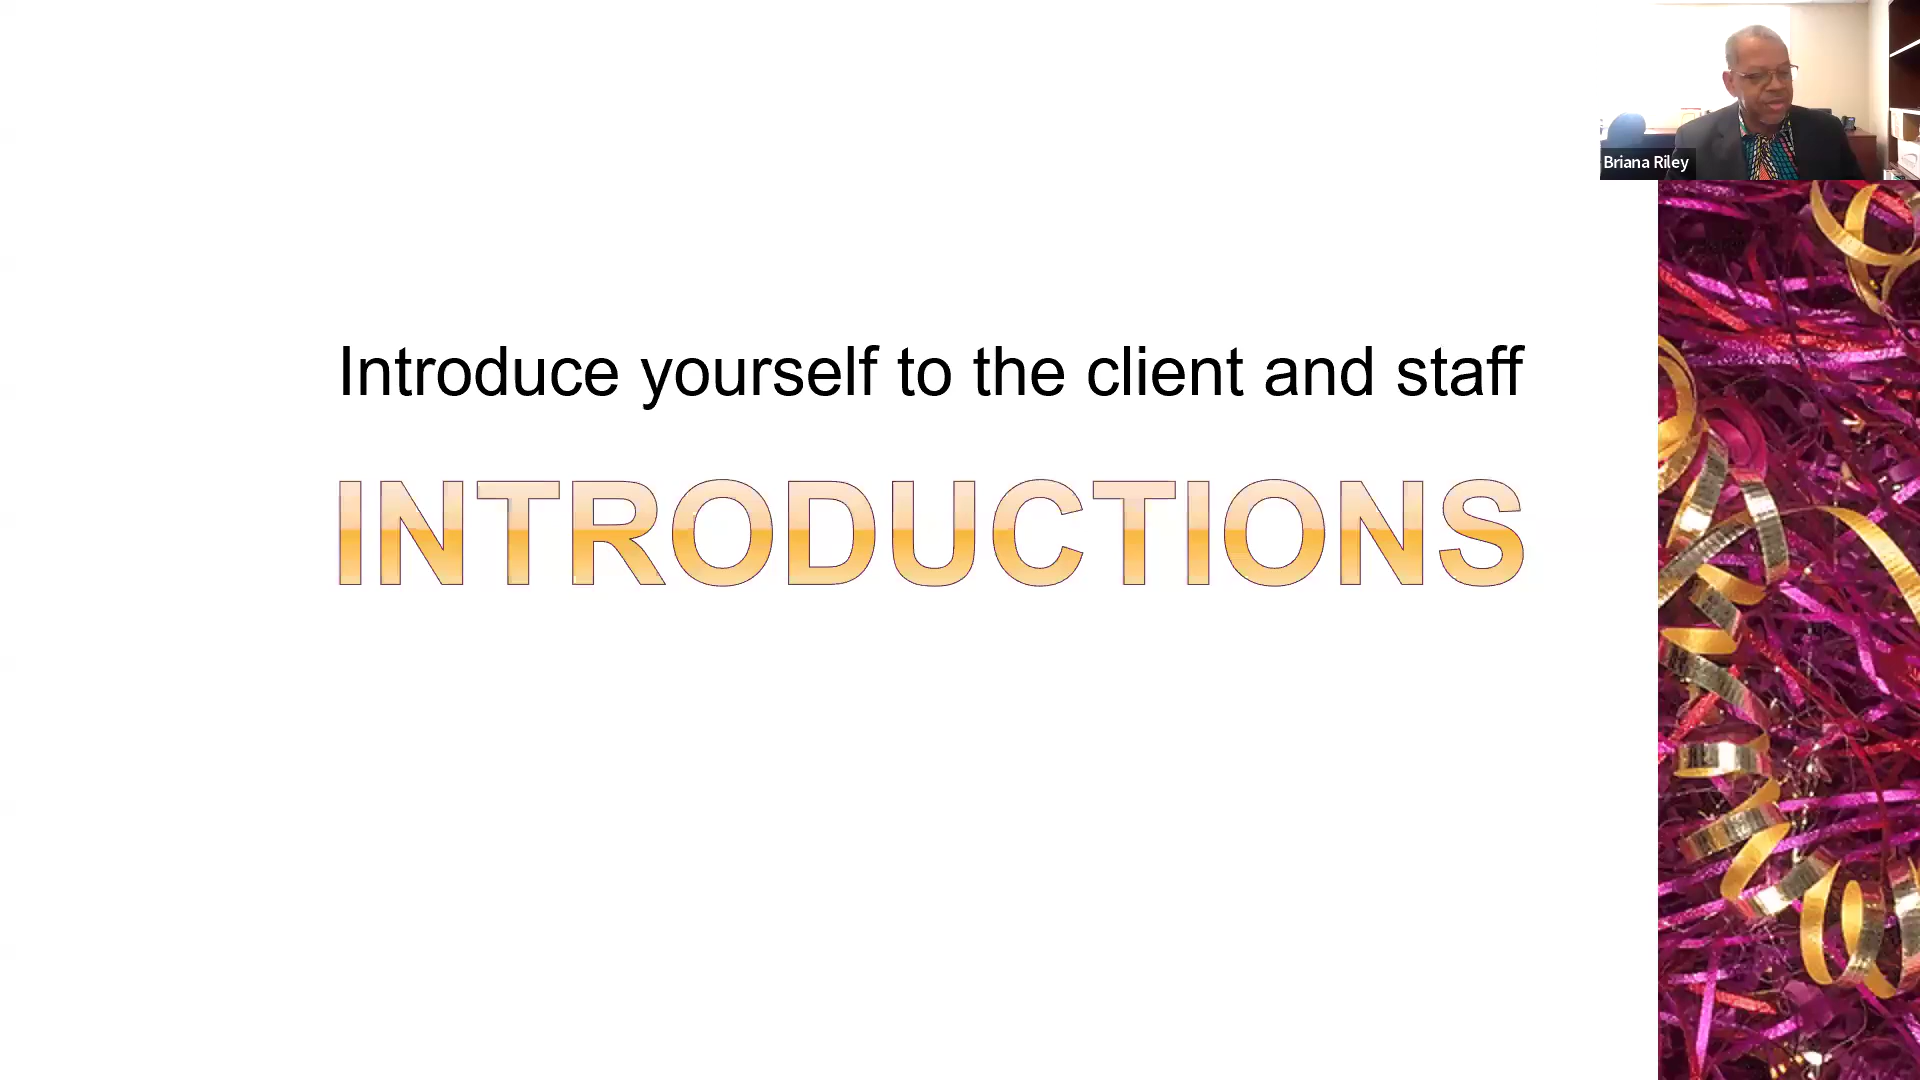 Briana Riley
Introduce yourself to the client and staff
INTRODUCTIONS